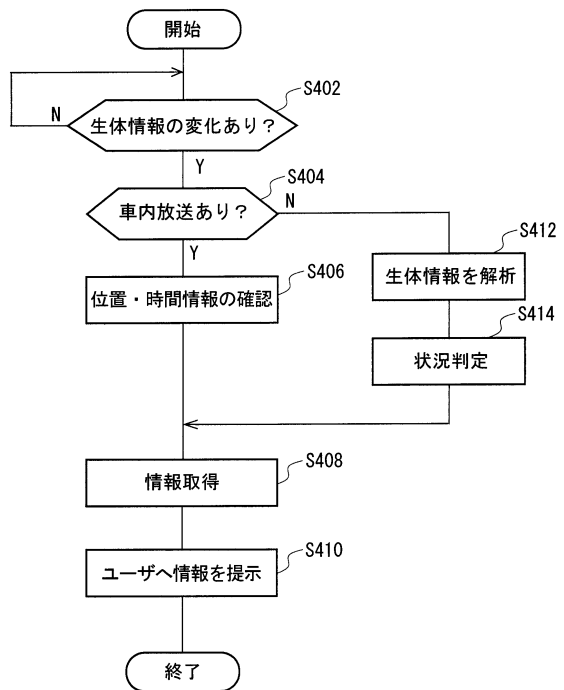 開始
S402
N
生体情報の変化あり？
Y
S404
車内放送あり？
N
Y
S412
生体情報を解析
S406
位置・時間情報の確認
S414
状況判定
S408
情報取得
S410
ユーザへ情報を提示
終了